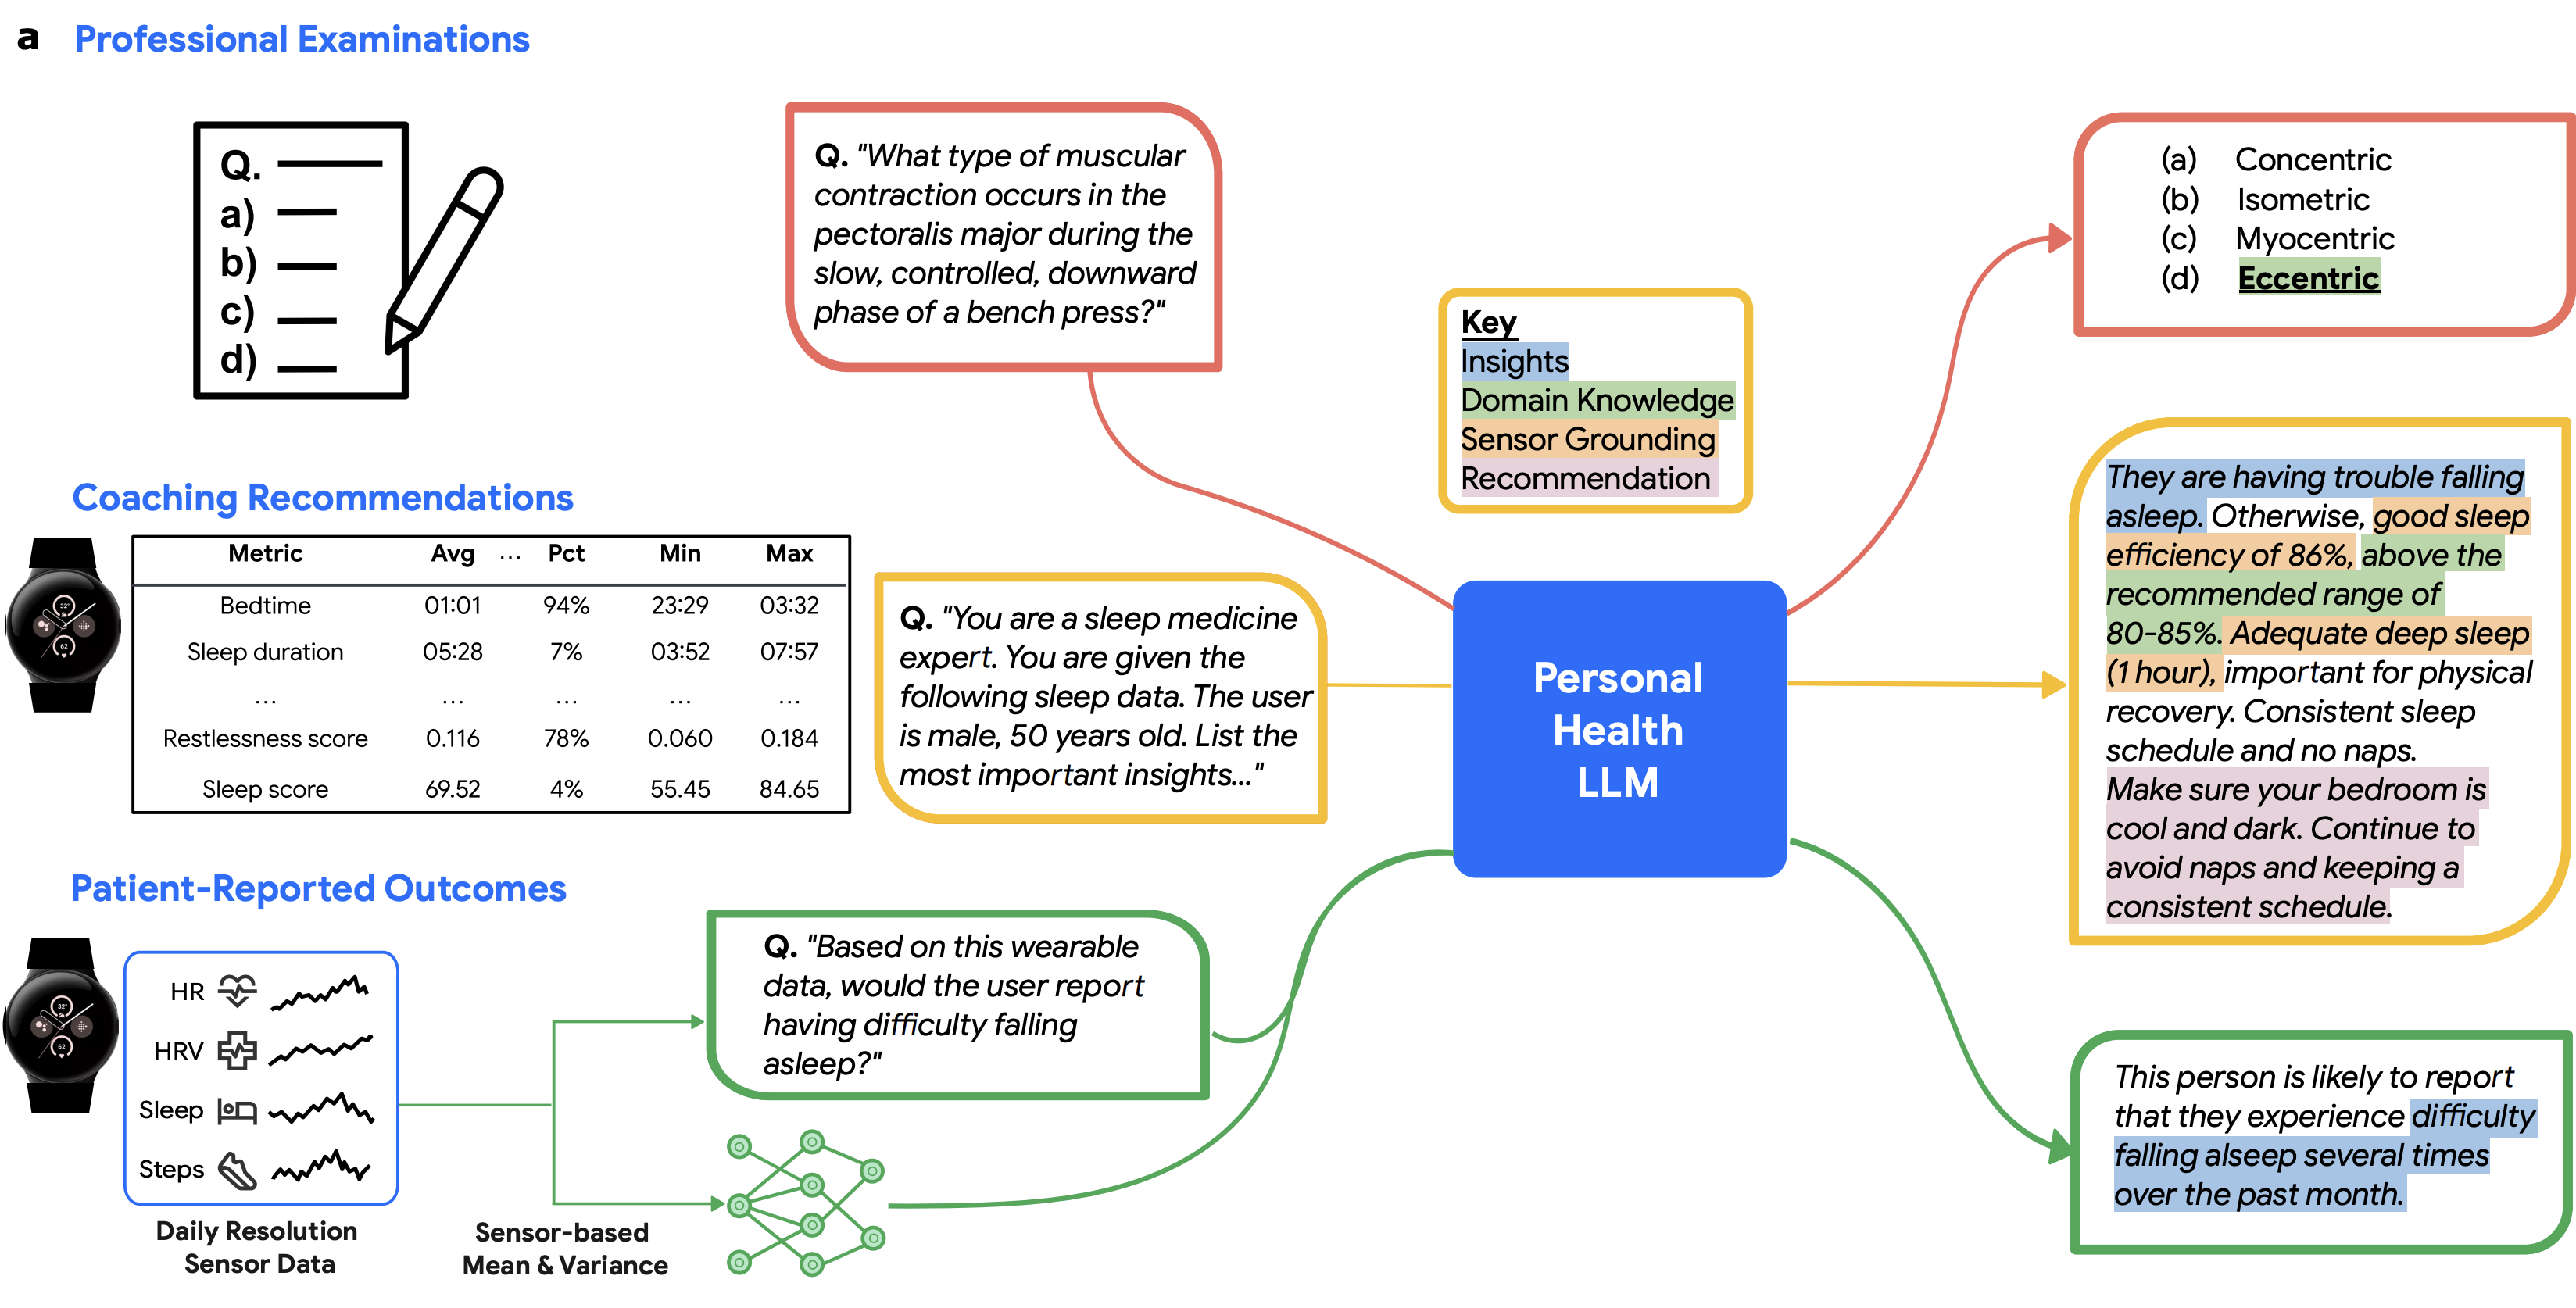 a Professional Examinations
Q.
a)
b)
c)
d)
Q. "What type of muscular
contraction occurs in the
pectoralis major during the
slow, controlled, downward
phase of a bench press?"
Key
Insights
Domain Knowledge
Sensor Grounding
Recommendation
(a) Concentric
(b) Isometric
(c) Myocentric
(d) Eccentric
Coaching Recommendations
Metric Avg ... Pct Min Max
Bedtime 01:01 94% 23:29 03:32
Sleep duration 05:28 7% 03:52 07:57
... ... ... ... ...
Restlessness score 0.116 78% 0.060 0.184
Sleep score 69.52 4% 55.45 84.65
Q. "You are a sleep medicine
expert. You are given the
following sleep data. The user
is male, 50 years old. List the
most important insights..."
Personal
Health
LLM
They are having trouble falling
asleep. Otherwise, good sleep
efficiency of 86%, above the
recommended range of
80-85%. Adequate deep sleep
(1 hour), important for physical
recovery. Consistent sleep
schedule and no naps.
Make sure your bedroom is
cool and dark. Continue to
avoid naps and keeping a
consistent schedule.
Patient-Reported Outcomes
HR
HRV
Sleep
Steps
Daily Resolution
Sensor Data
Sensor-based
Mean & Variance
Q. "Based on this wearable
data, would the user report
having difficulty falling
asleep?"
This person is likely to report
that they experience difficulty
falling alseep several times
over the past month.
32°
62
32°
62